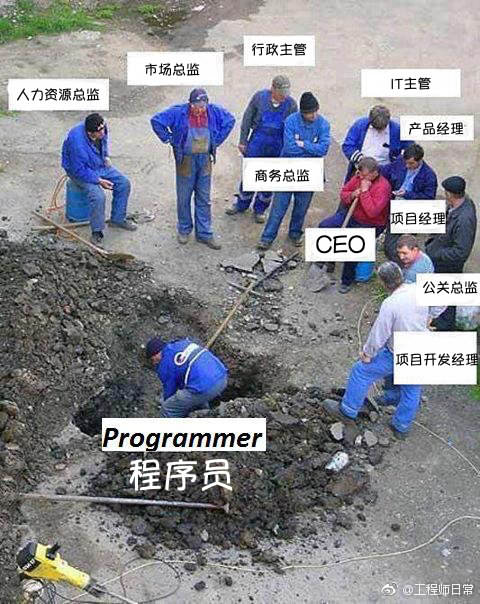 行政主管
市场总监
IT主管
人力资源总监
产品经理
商务总监
项目经理
CEO
公关总监
项目开发经理
Programmer
程序员
@工程师日常